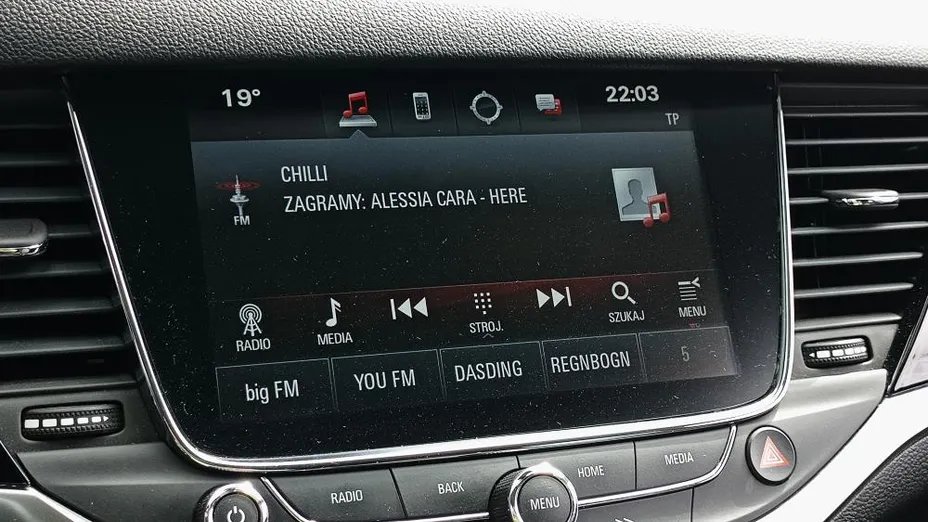 19°
22:03
TP
CHILLI
ZAGRAMY: ALESSIA CARA - HERE
FM
RADIO
MEDIA
STROJ.
SZUKAJ
MENU
big FM
YOU FM
DASDING
REGNBOGN
5
RADIO
BACK
MENU
HOME
MEDIA